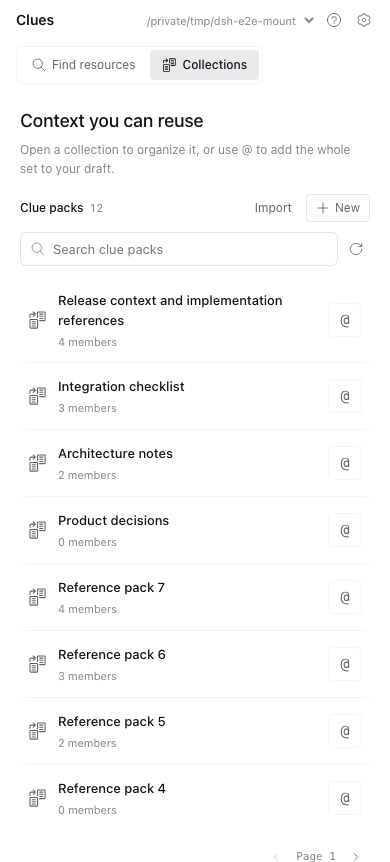 Clues
/private/tmp/dsh-e2e-mount
Find resources
Collections
Context you can reuse
Open a collection to organize it, or use @ to add the whole
set to your draft.
Clue packs 12
Import
+ New
Search clue packs
Release context and implementation
references
4 members
@
Integration checklist
3 members
@
Architecture notes
2 members
@
Product decisions
0 members
@
Reference pack 7
4 members
@
Reference pack 6
3 members
@
Reference pack 5
2 members
@
Reference pack 4
0 members
@
Page 1